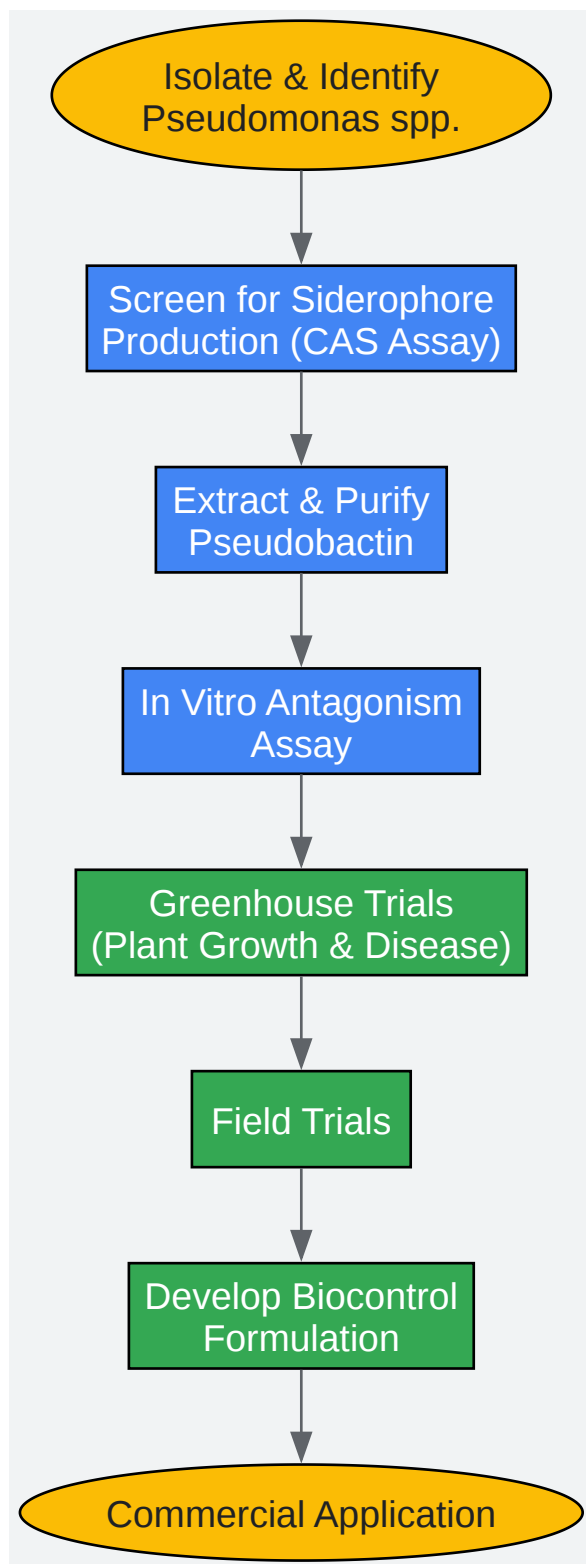 Isolate & Identify
Pseudomonas spp.
Screen for Siderophore
Production (CAS Assay)
Extract & Purify
Pseudobactin
In Vitro Antagonism
Assay
Greenhouse Trials
(Plant Growth & Disease)
Field Trials
Develop Biocontrol
Formulation
Commercial Application